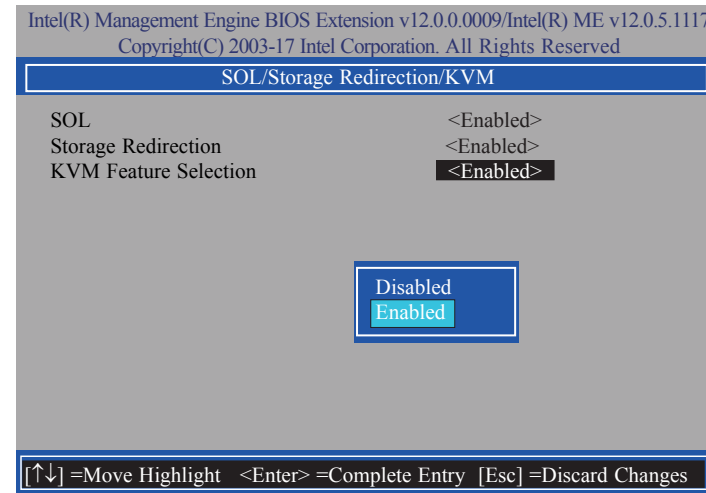 Intel(R) Management Engine BIOS Extension v12.0.0.0009/Intel(R) ME v12.0.5.1117
Copyright(C) 2003-17 Intel Corporation. All Rights Reserved
SOL/Storage Redirection/KVM
SOL <Enabled>
Storage Redirection <Enabled>
KVM Feature Selection <Enabled>
Disabled
Enabled
[↑↓] =Move Highlight <Enter> =Complete Entry [Esc] =Discard Changes